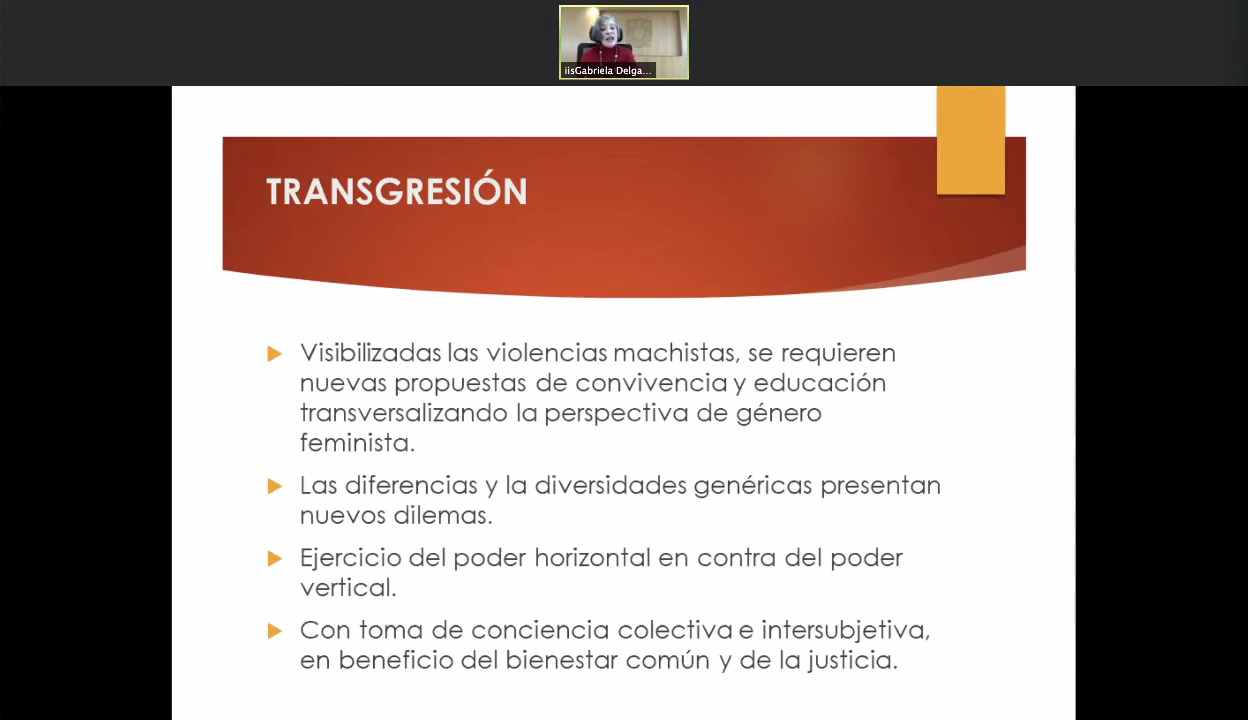 iisGabriela Delga...
TRANSGRESIÓN
Visibilizadas las violencias machistas, se requieren
nuevas propuestas de convivencia y educación
transversalizando la perspectiva de género
feminista.
Las diferencias y la diversidades genéricas presentan
nuevos dilemas.
Ejercicio del poder horizontal en contra del poder
vertical.
Con toma de conciencia colectiva e intersubjetiva,
en beneficio del bienestar común y de la justicia.